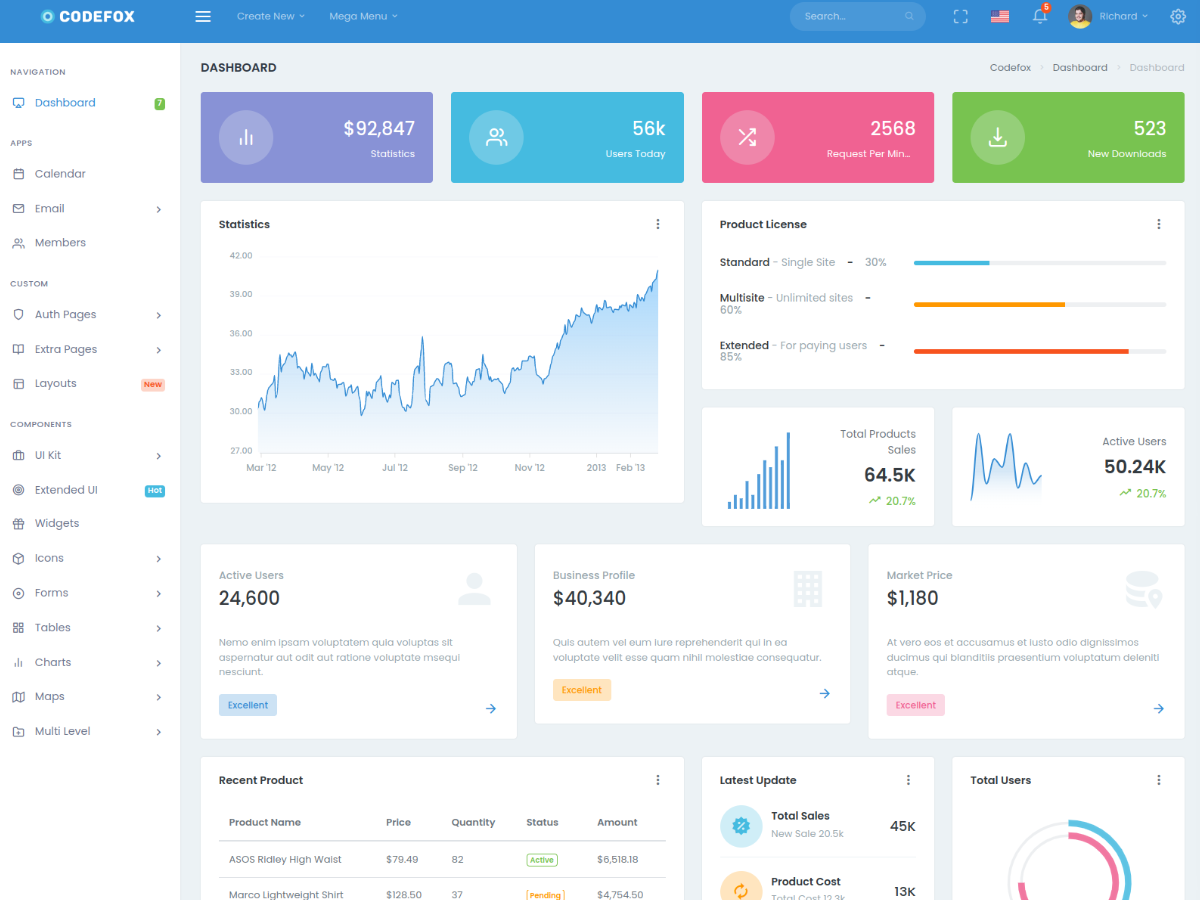 CODEFOX
Create New
Mega Menu
Search...
5
Richard
NAVIGATION
Dashboard
7
APPS
Calendar
Email
Members
CUSTOM
Auth Pages
Extra Pages
Layouts
New
COMPONENTS
UI Kit
Extended UI
Hot
Widgets
Icons
Forms
Tables
Charts
Maps
Multi Level
DASHBOARD
Codefox
Dashboard
Dashboard
$92,847
Statistics
56k
Users Today
2568
Request Per Min...
523
New Downloads
Statistics
42.00
39.00
36.00
33.00
30.00
27.00
Mar '12 May '12 Jul '12 Sep '12 Nov '12 2013 Feb '13
Product License
Standard - Single Site - 30%
Multisite - Unlimited sites -
60%
Extended - For paying users -
85%
Total Products
Sales
64.5K
20.7%
Active Users
50.24K
20.7%
Active Users
24,600
Nemo enim ipsam voluptatem quia voluptas sit
aspernatur aut odit aut ratione voluptate msequi
nesciunt.
Excellent
Business Profile
$40,340
Quis autem vel eum iure reprehenderit qui in ea
voluptate velit esse quam nihil molestiae consequatur.
Excellent
Market Price
$1,180
At vero eos et accusamus et iusto odio dignissimos
ducimus qui blanditiis praesentium voluptatum deleniti
atque.
Excellent
Recent Product
Product Name Price Quantity Status Amount
ASOS Ridley High Waist $79.49 82 Active $6,518.18
Marco Lightweight Shirt $128.50 37 Pending $4,754.50
Latest Update
Total Sales
New Sale 20.5k
45K
Product Cost
Total Cost 12.3k
13K
Total Users